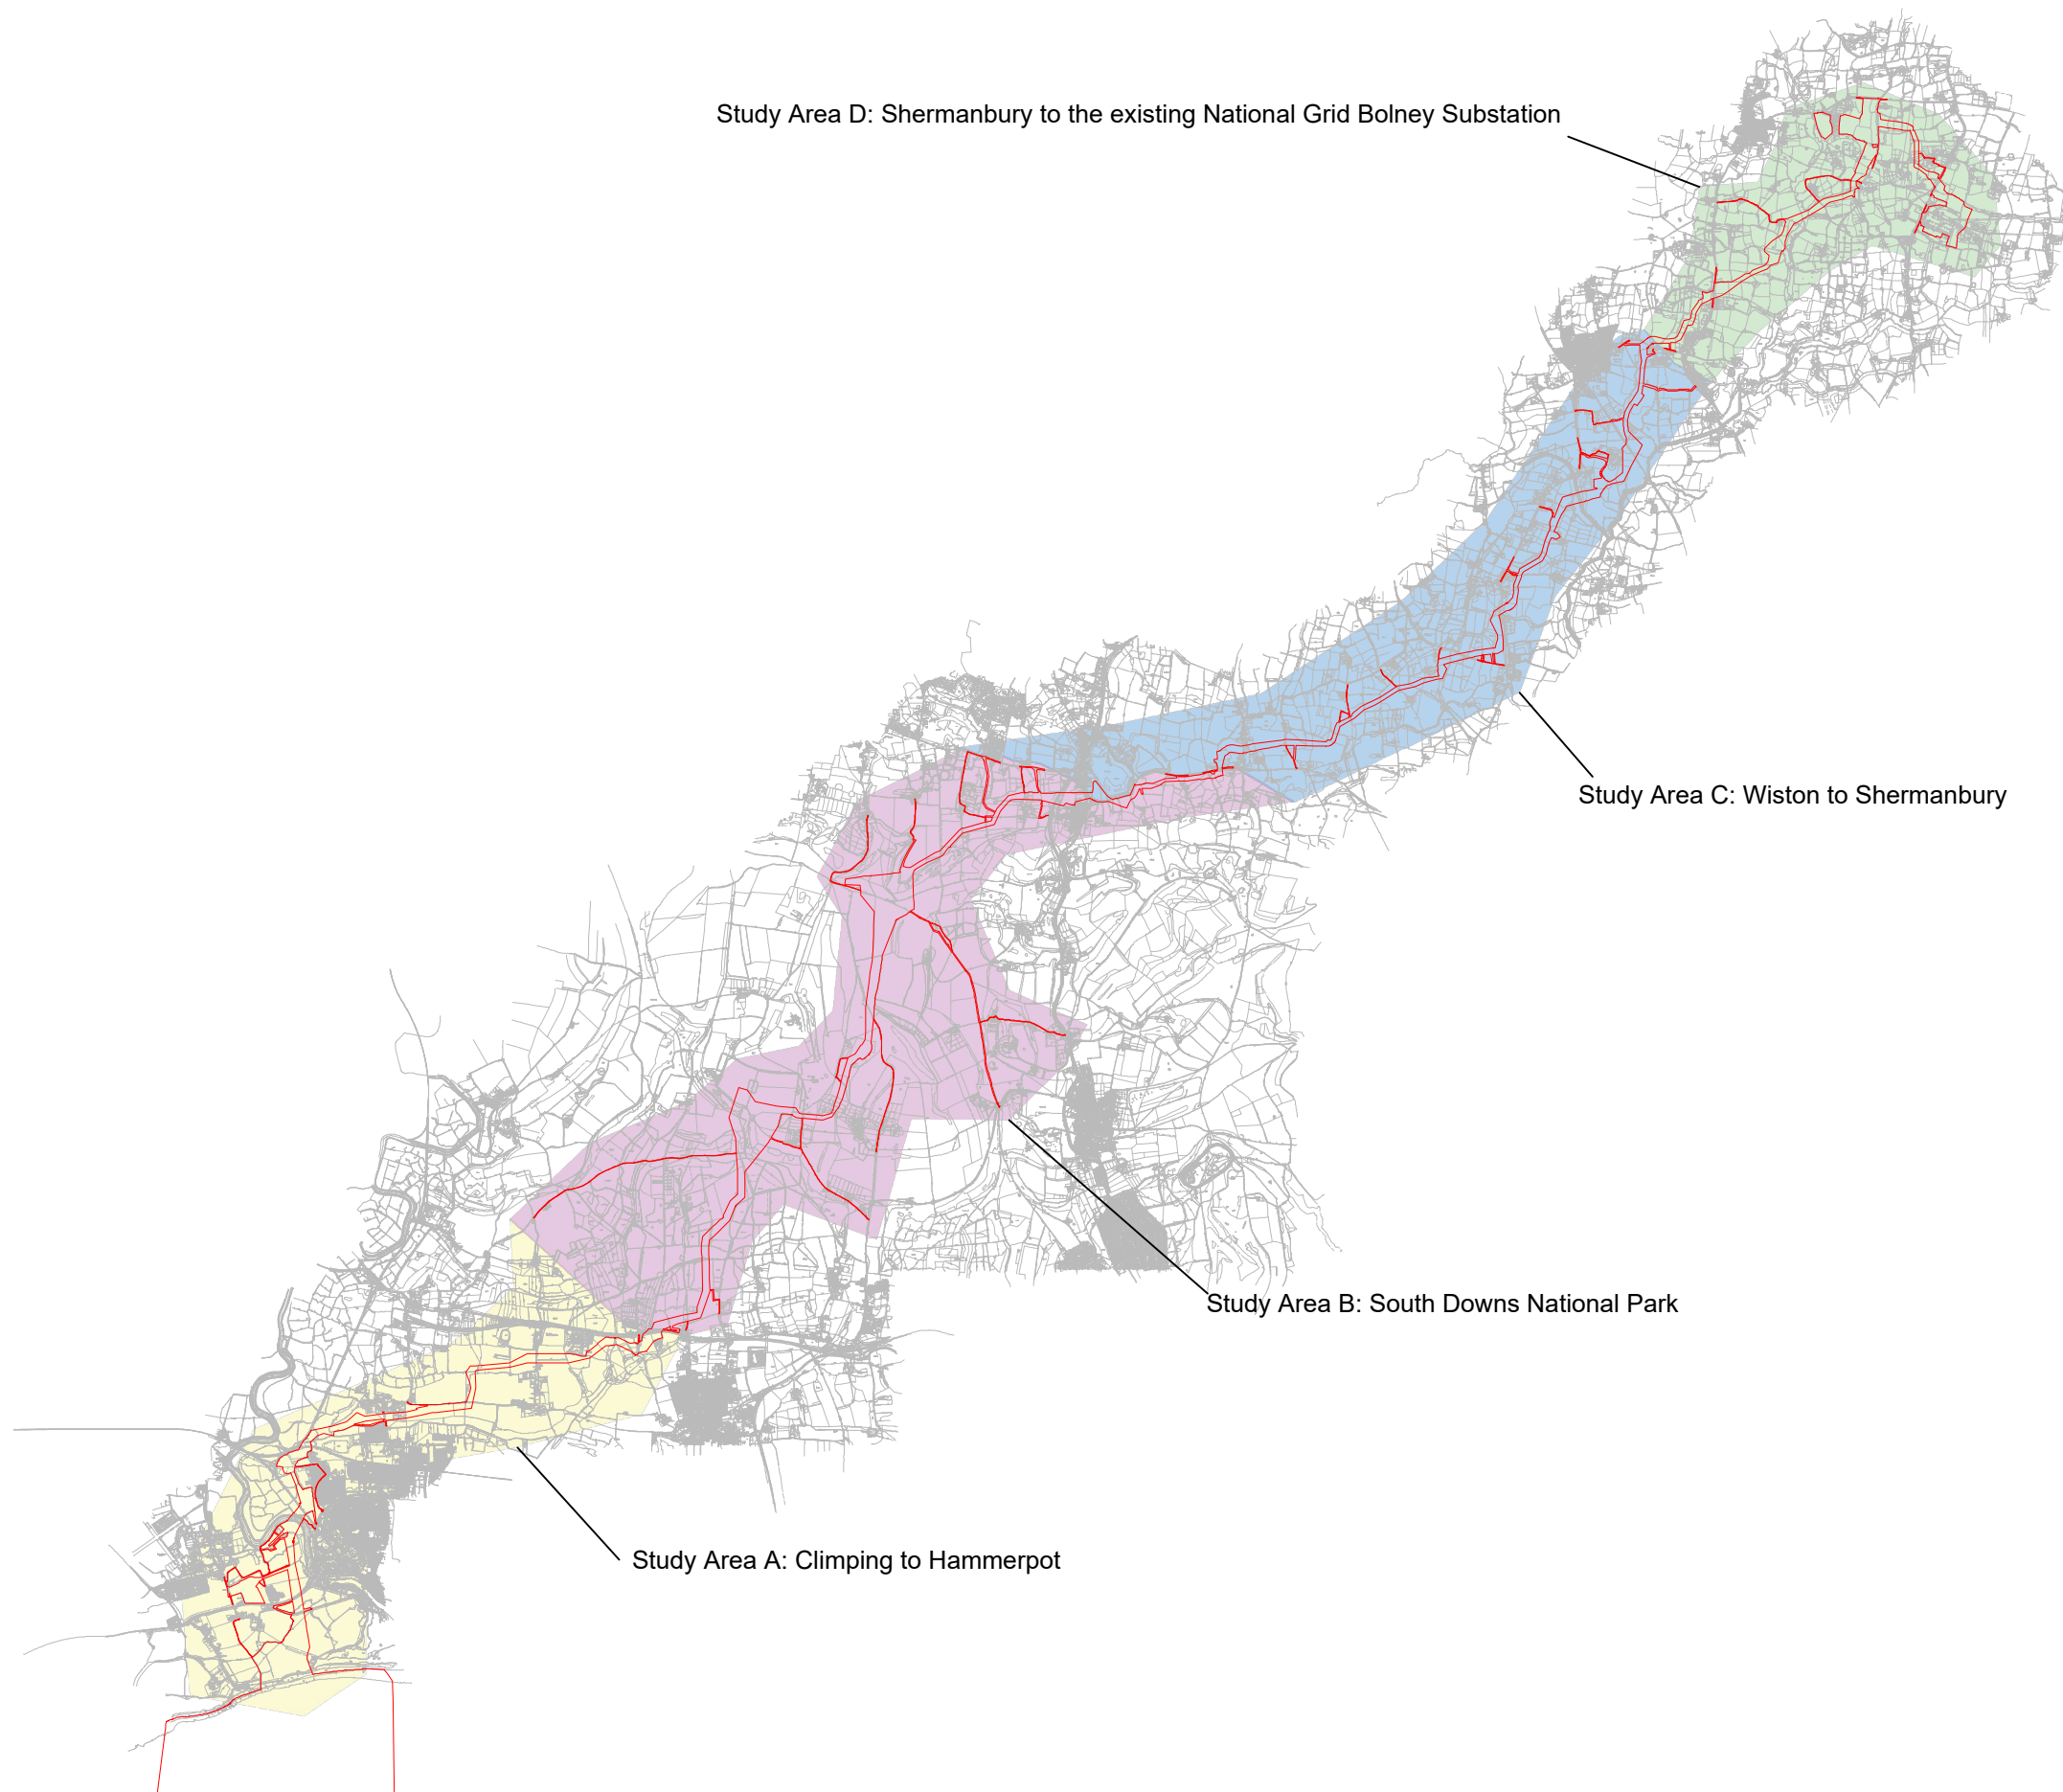 Study Area D: Shermanbury to the existing National Grid Bolney Substation
Study Area C: Wiston to Shermanbury
Study Area B: South Downs National Park
Study Area A: Climping to Hammerpot